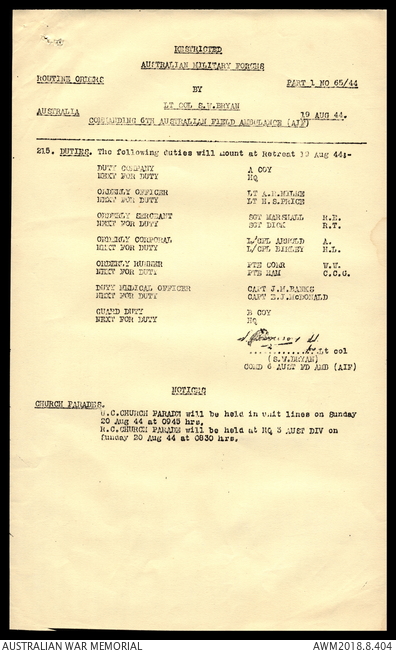 RESTRICTED
AUSTRALIAN MILITARY FORCES
ROUTINE ORDERS PART 1 NO 65/44
BY
LT COL S.W.BRYAN
AUSTRALIA 19 AUG 44.
COMMANDING 6TH AUSTRALIAN FIELD AMBULANCE (AIF)
215. DUTIES. The following duties will mount at Retreat 19 Aug 44:-
DUTY COMPANY A COY
NEXT FOR DUTY HQ
ORDERLY OFFICER LT A.R.MILNE
NEXT FOR DUTY LT H.S.PRICE
ORDERLY SERGEANT SGT MARSHALL R.E.
NEXT FOR DUTY SGT DICK R.T.
ORDERLY CORPORAL L/CPL ARNOLD A.
NEXT FOR DUTY L/CPL H.L.
ORDERLY RUNNER PTE CORR W.W.
NEXT FOR DUTY PTE HAM C.C.G.
DUTY MEDICAL OFFICER CAPT J.M.BANKS
NEXT FOR DUTY CAPT E.J.McDONALD
GUARD DUTY B COY
NEXT FOR DUTY HQ
Lt col
(S.W.BRYAN)
COMD 6 AUST FD AMB (AIF)
NOTICES
CHURCH PARADES.
CHURCH PARADE will be held in unit lines on Sunday
20 Aug 44 at 0945 hrs.
R.C.CHURCH PARADE will be held at HQ 3 AUST DIV on
Sunday 20 Aug 44 at 0830 hrs.
AUSTRALIAN WAR MEMORIAL AWM2018.8.404